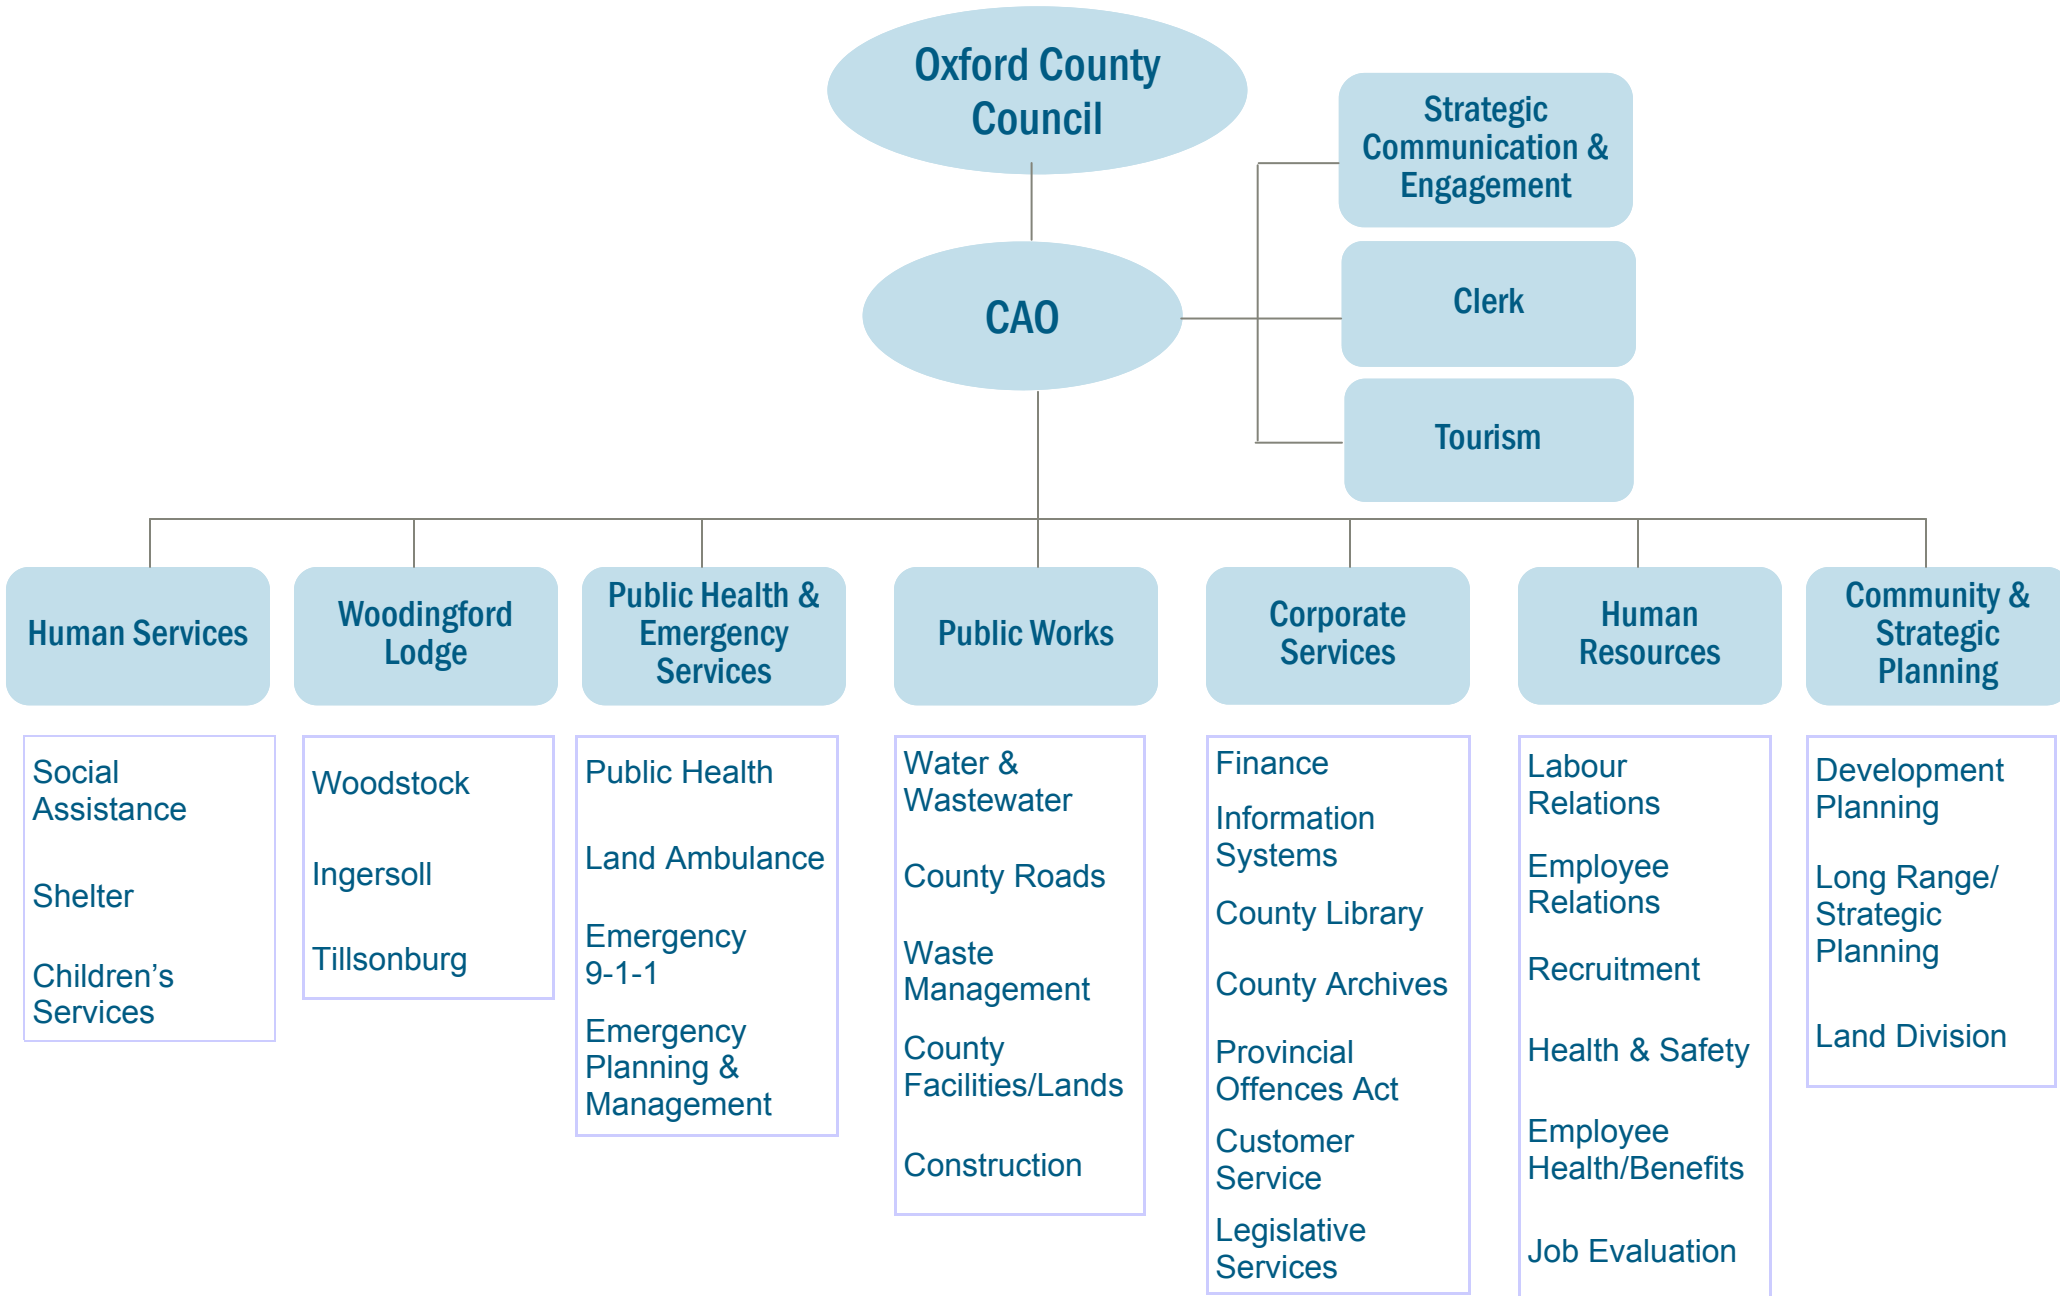 Oxford County
Council
Strategic
Communication &
Engagement
CAO
Clerk
Tourism
Human Services
Woodingford
Lodge
Public Health &
Emergency
Services
Public Works
Corporate
Services
Human
Resources
Community &
Strategic
Planning
Social
Assistance
Shelter
Children’s
Services
Woodstock
Ingersoll
Tillsonburg
Public Health
Land Ambulance
Emergency
9-1-1
Emergency
Planning &
Management
Water &
Wastewater
County Roads
Waste
Management
County
Facilities/Lands
Construction
Finance
Information
Systems
County Library
County Archives
Provincial
Offences Act
Customer
Service
Legislative
Services
Labour
Relations
Employee
Relations
Recruitment
Health & Safety
Employee
Health/Benefits
Job Evaluation
Development
Planning
Long Range/
Strategic
Planning
Land Division